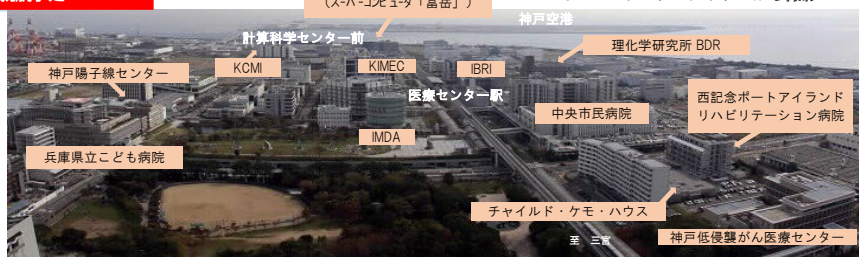 （スーパーコンピュータ「富岳」）
神戸空港
計算科学センター前
理化学研究所 BDR
神戸陽子線センター
KCMI
KIMEC
IBRI
医療センター駅
西記念ポートアイランド
リハビリテーション病院
中央市民病院
IMDA
兵庫県立こども病院
チャイルド・ケモ・ハウス
至　三宮
神戸低侵襲がん医療センター